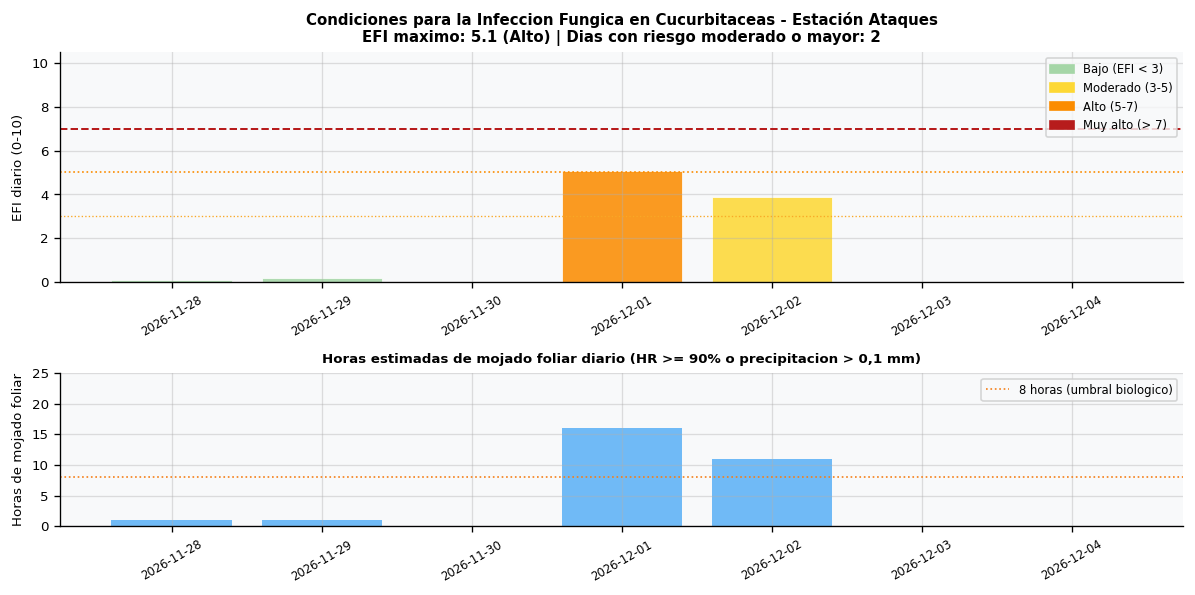 Condiciones para la Infeccion Fungica en Cucurbitaceas - Estación Ataques
EFI maximo: 5.1 (Alto) | Dias con riesgo moderado o mayor: 2
EFI diario (0-10)
10
8
6
4
2
0
Bajo (EFI < 3)
Moderado (3-5)
Alto (5-7)
Muy alto (> 7)
2026-11-28
2026-11-29
2026-11-30
2026-12-01
2026-12-02
2026-12-03
2026-12-04
Horas estimadas de mojado foliar diario (HR >= 90% o precipitacion > 0,1 mm)
Horas de mojado foliar
25
20
15
10
5
0
8 horas (umbral biologico)
2026-11-28
2026-11-29
2026-11-30
2026-12-01
2026-12-02
2026-12-03
2026-12-04